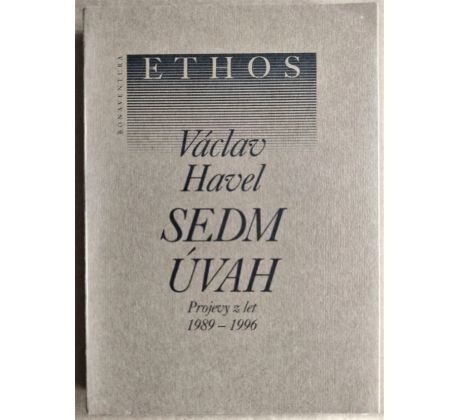 BONAVENTURA
ETHOS
Václav
Havel
SEDM
ÚVAH
Projevy z let
1989 – 1996